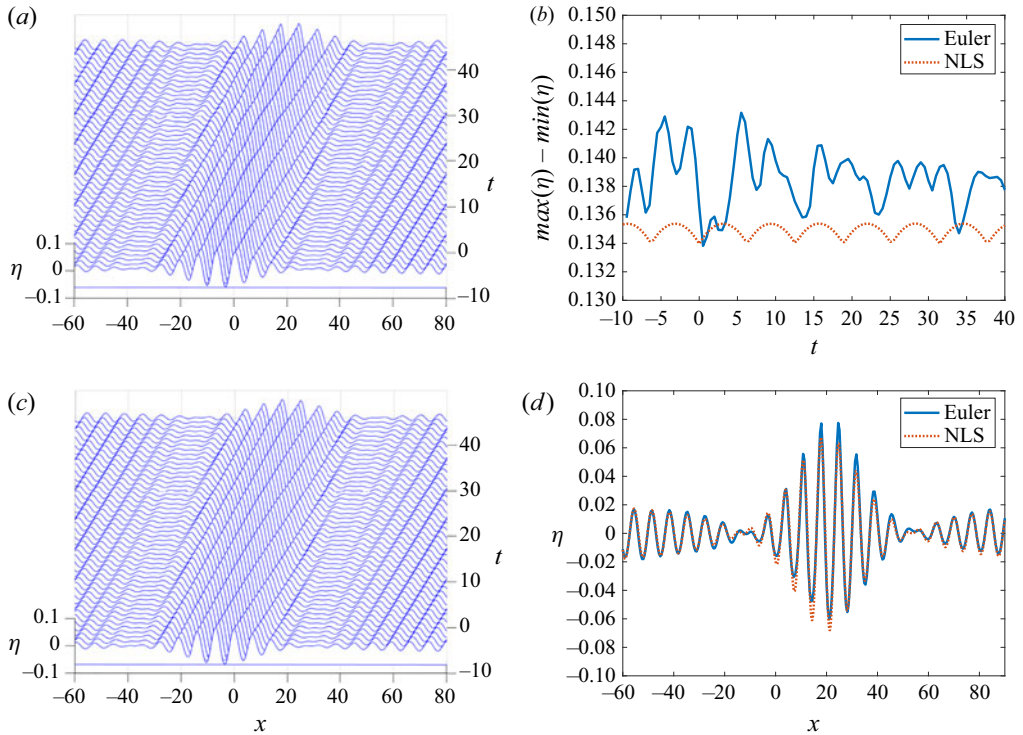 (a)
40
30
20
t
10
0
–10
0.1
η 0
–0.1
–60 –40 –20 0 20 40 60 80
(b)
0.150
0.148
0.146
0.144
0.142
0.140
0.138
0.136
0.134
0.132
0.130
max(η) – min(η)
Euler
NLS
–10 –5 0 5 10 15 20 25 30 35 40
t
(c)
40
30
20
t
10
0
–10
0.1
η 0
–0.1
–60 –40 –20 0 20 40 60 80
x
(d)
0.10
0.08
0.06
0.04
0.02
η 0
–0.02
–0.04
–0.06
–0.08
–0.10
Euler
NLS
–60 –40 –20 0 20 40 60 80
x